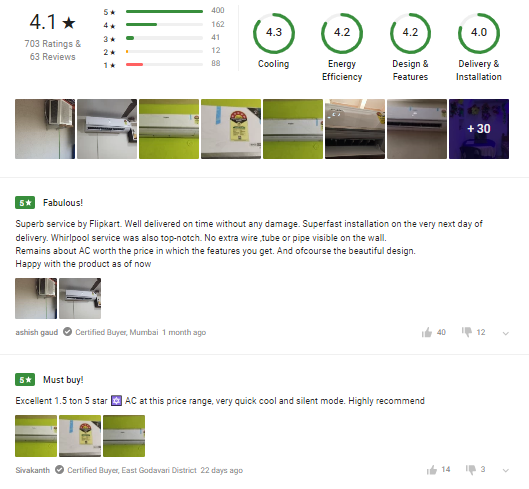 4.1 ★
703 Ratings &
63 Reviews
5 ★ 400
4 ★ 162
3 ★ 41
2 ★ 12
1 ★ 88
4.3
Cooling
4.2
Energy
Efficiency
4.2
Design &
Features
4.0
Delivery &
Installation
+ 30
5★ Fabulous!
Superb service by Flipkart. Well delivered on time without any damage. Superfast installation on the very next day of
delivery. Whirlpool service was also top-notch. No extra wire ,tube or pipe visible on the wall.
Remains about AC worth the price in which the features you get. And ofcourse the beautiful design.
Happy with the product as of now
ashish gaud Certified Buyer, Mumbai 1 month ago 40 12
5★ Must buy!
Excellent 1.5 ton 5 star 🔯 AC at this price range, very quick cool and silent mode. Highly recommend
Sivakanth Certified Buyer, East Godavari District 22 days ago 14 3